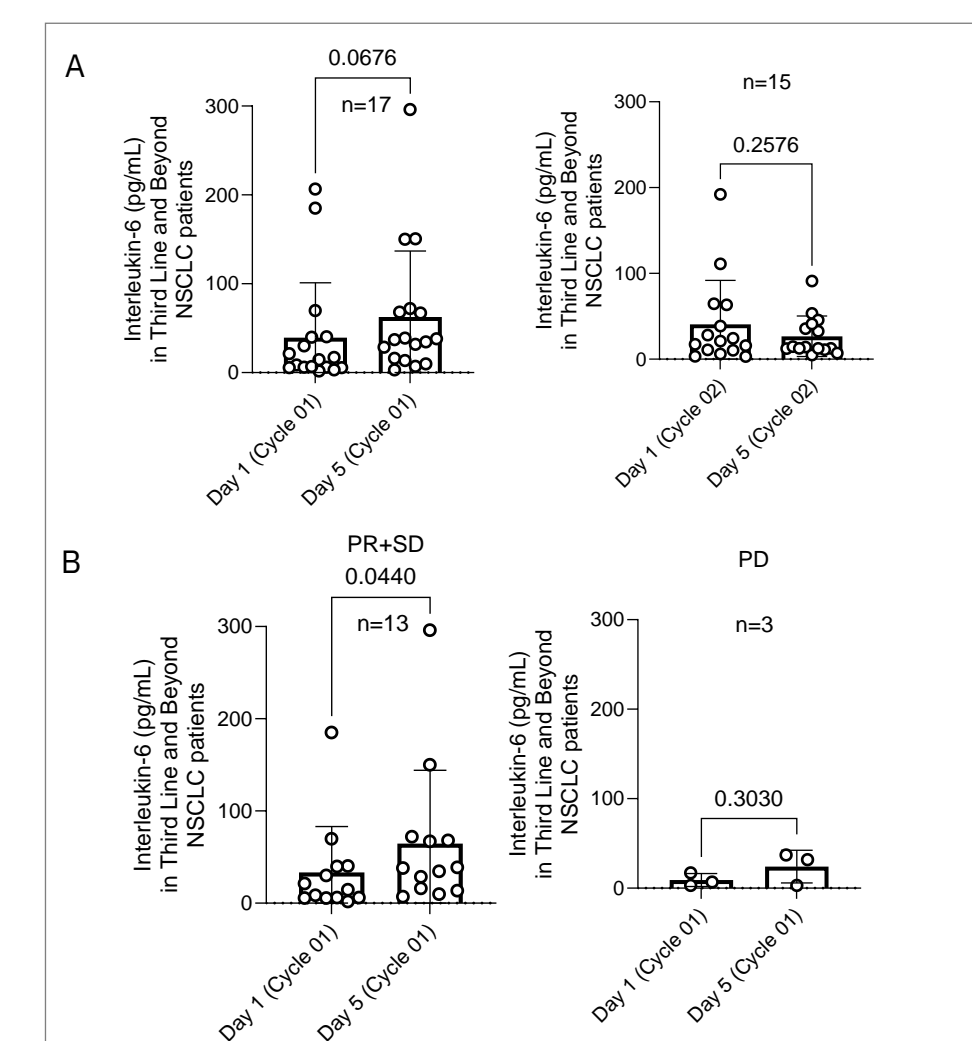 A
0.0676
n=17
300
200
100
0
Interleukin-6 (pg/mL)
in Third Line and Beyond
NSCLC patients
Day 1 (Cycle 01)
Day 5 (Cycle 01)
n=15
0.2576
300
200
100
0
Interleukin-6 (pg/mL)
in Third Line and Beyond
NSCLC patients
Day 1 (Cycle 02)
Day 5 (Cycle 02)
B
PR+SD
0.0440
n=13
300
200
100
0
Interleukin-6 (pg/mL)
in Third Line and Beyond
NSCLC patients
Day 1 (Cycle 01)
Day 5 (Cycle 01)
PD
n=3
0.3030
300
200
100
0
Interleukin-6 (pg/mL)
in Third Line and Beyond
NSCLC patients
Day 1 (Cycle 01)
Day 5 (Cycle 01)